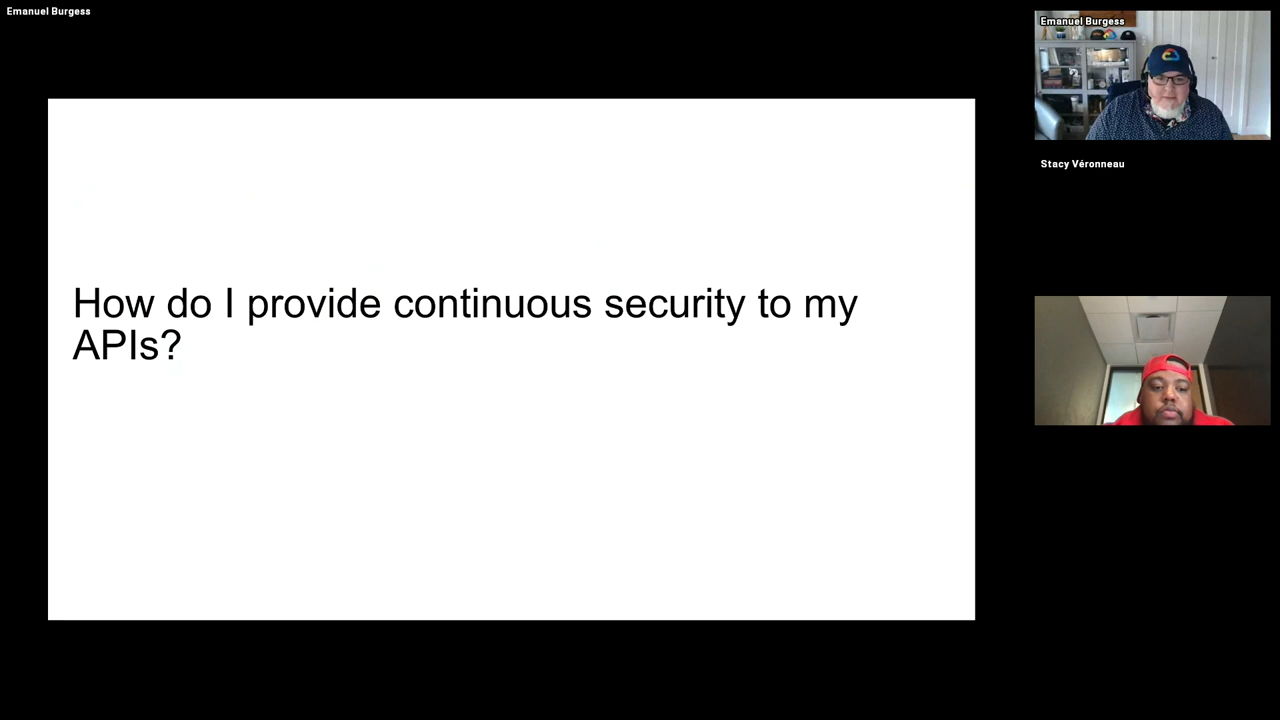 Emanuel Burgess
How do I provide continuous security to my
APIs?
Emanuel Burgess
Stacy Véronneau